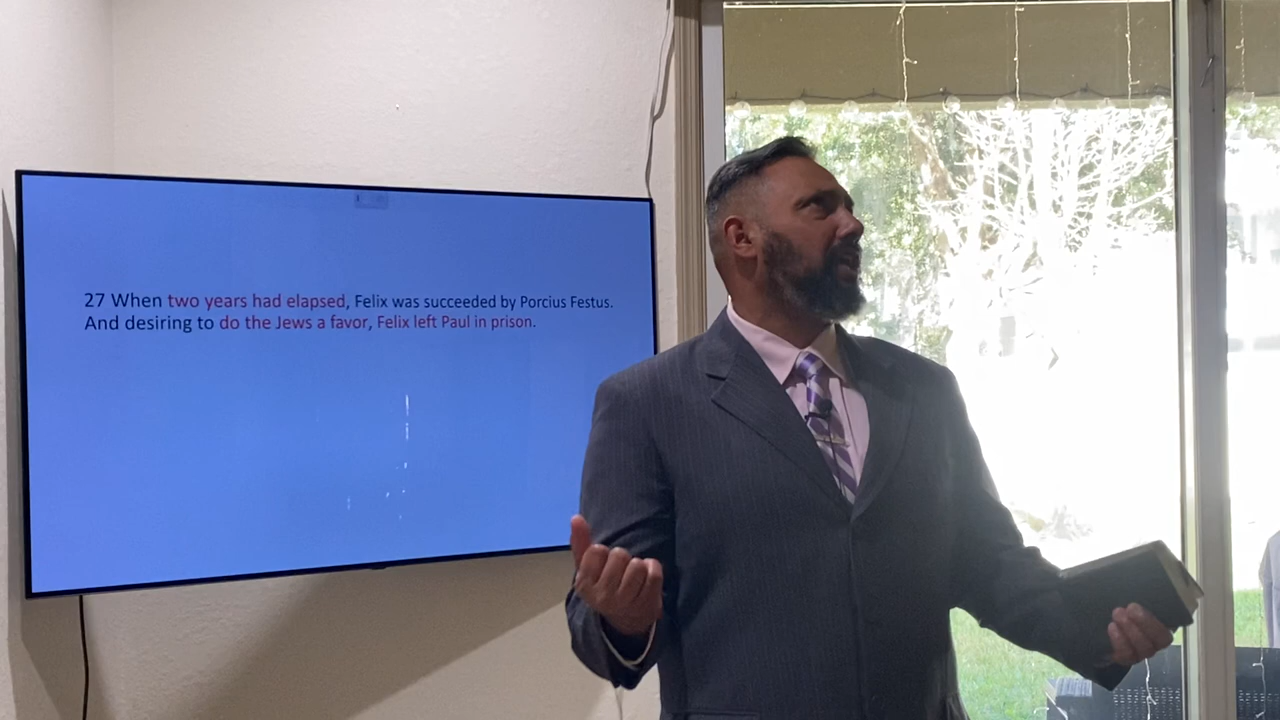 27 When two years had elapsed, Felix was succeeded by Porcius Festus.
And desiring to do the Jews a favor, Felix left Paul in prison.